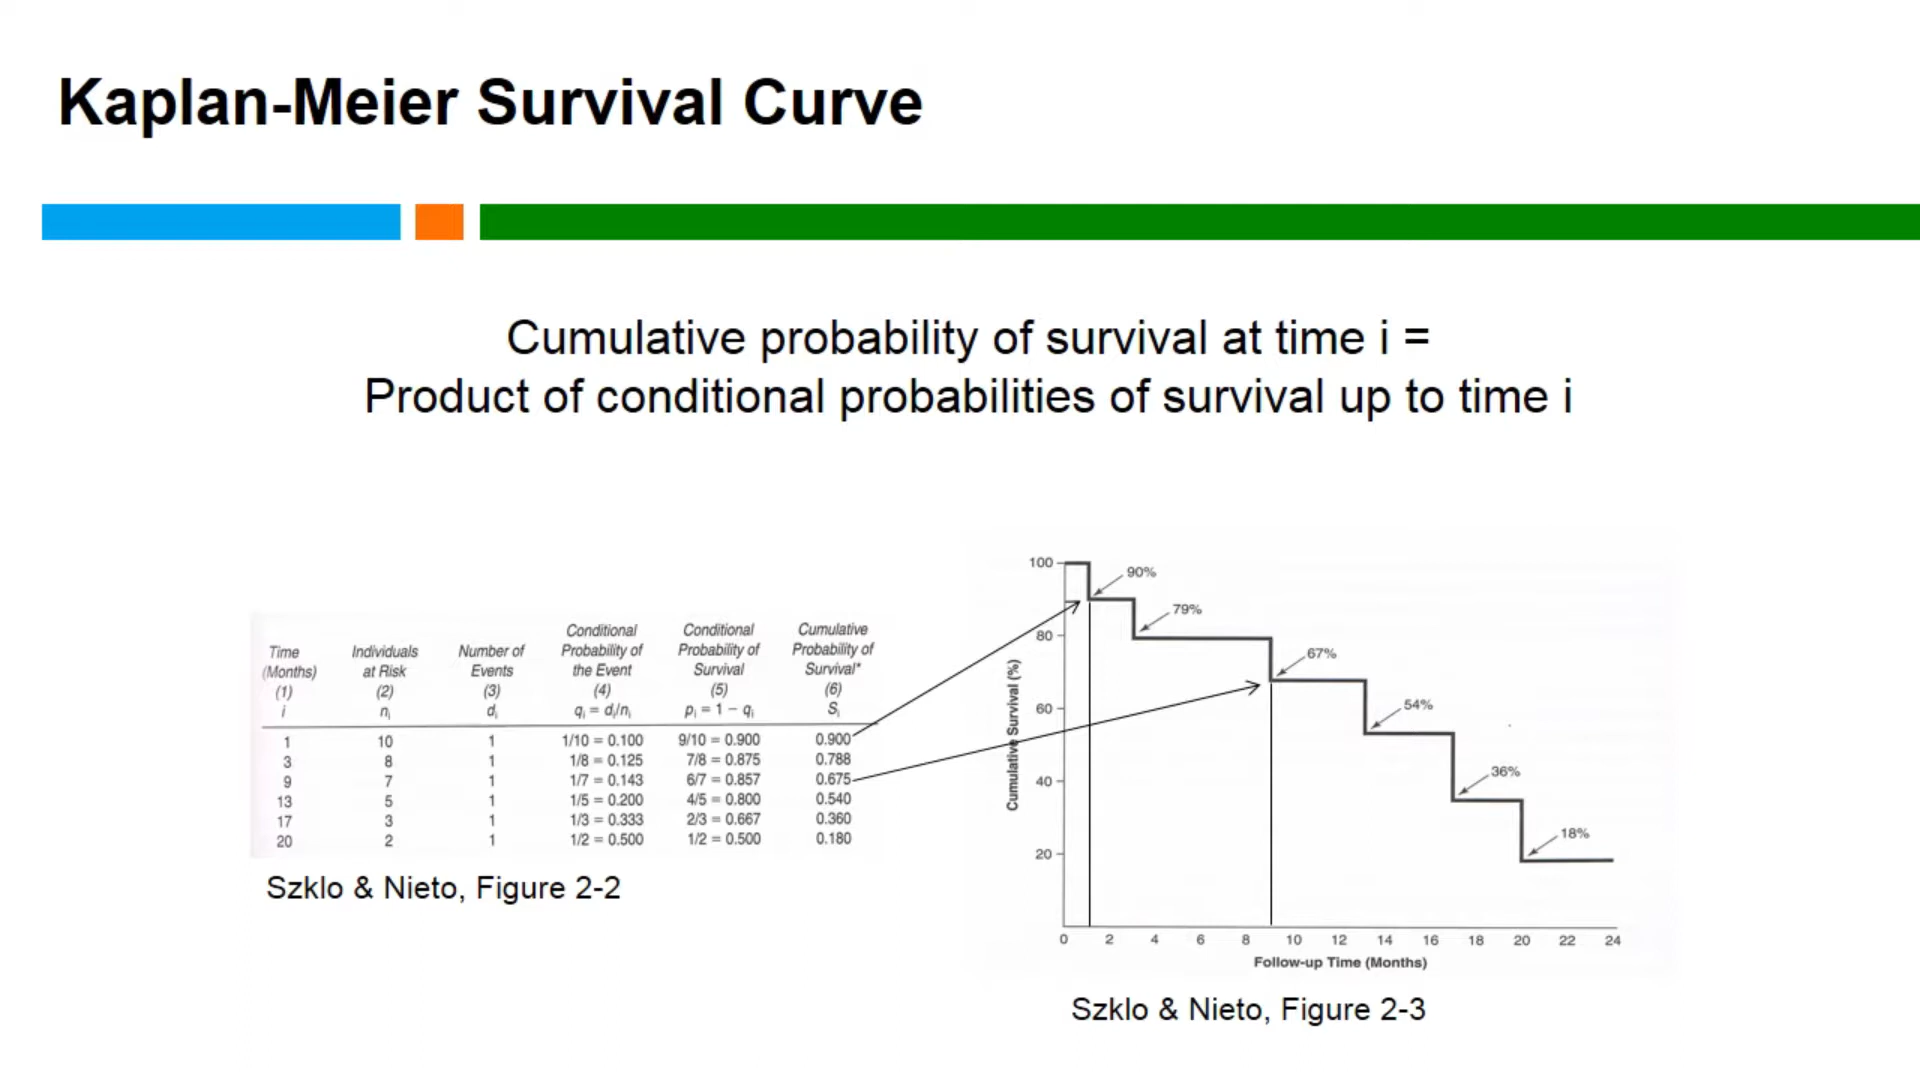 Kaplan-Meier Survival Curve
Cumulative probability of survival at time i =
Product of conditional probabilities of survival up to time i
Time (Months) (1) i
Individuals at Risk (2) nᵢ
Number of Events (3) dᵢ
Conditional Probability of the Event (4) qᵢ = dᵢ/nᵢ
Conditional Probability of Survival (5) pᵢ = 1 − qᵢ
Cumulative Probability of Survival* (6) Sᵢ
1 10 1 1/10 = 0.100 9/10 = 0.900 0.900
3 8 1 1/8 = 0.125 7/8 = 0.875 0.788
9 7 1 1/7 = 0.143 6/7 = 0.857 0.675
13 5 1 1/5 = 0.200 4/5 = 0.800 0.540
17 3 1 1/3 = 0.333 2/3 = 0.667 0.360
20 2 1 1/2 = 0.500 1/2 = 0.500 0.180
Szklo & Nieto, Figure 2-2
Cumulative Survival (%)
100
80
60
40
20
90%
79%
67%
54%
36%
18%
0 2 4 6 8 10 12 14 16 18 20 22 24
Follow-up Time (Months)
Szklo & Nieto, Figure 2-3